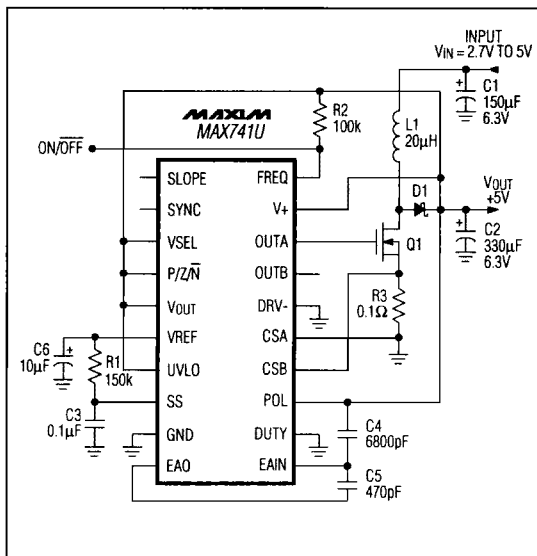 INPUT
VIN = 2.7V TO 5V
C1
150µF
6.3V
MAXIM
MAX741U
R2
100k
L1
20µH
ON/OFF
SLOPE
FREQ
SYNC
V+
D1
VOUT
+5V
VSEL
OUTA
Q1
C2
330µF
6.3V
P/Z/N
OUTB
VOUT
DRV-
R3
0.1Ω
VREF
CSA
C6
10µF
R1
150k
UVLO
CSB
SS
POL
C3
0.1µF
C4
6800pF
GND
DUTY
EAO
EAIN
C5
470pF